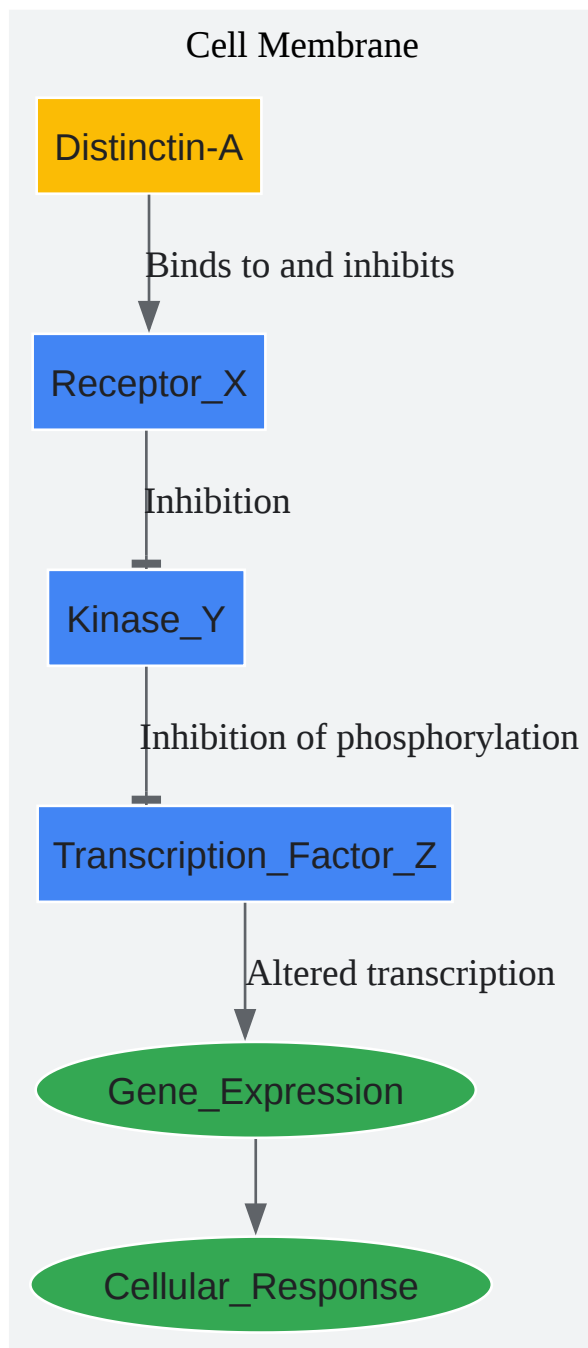 Cell Membrane
Distinctin-A
Binds to and inhibits
Receptor_X
Inhibition
Kinase_Y
Inhibition of phosphorylation
Transcription_Factor_Z
Altered transcription
Gene_Expression
Cellular_Response